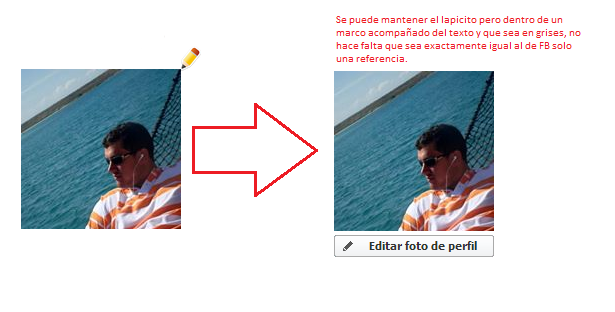 Se puede mantener el lapicito pero dentro de un
marco acompañado del texto y que sea en grises, no
hace falta que sea exactamente igual al de FB solo
una referencia.
Editar foto de perfil